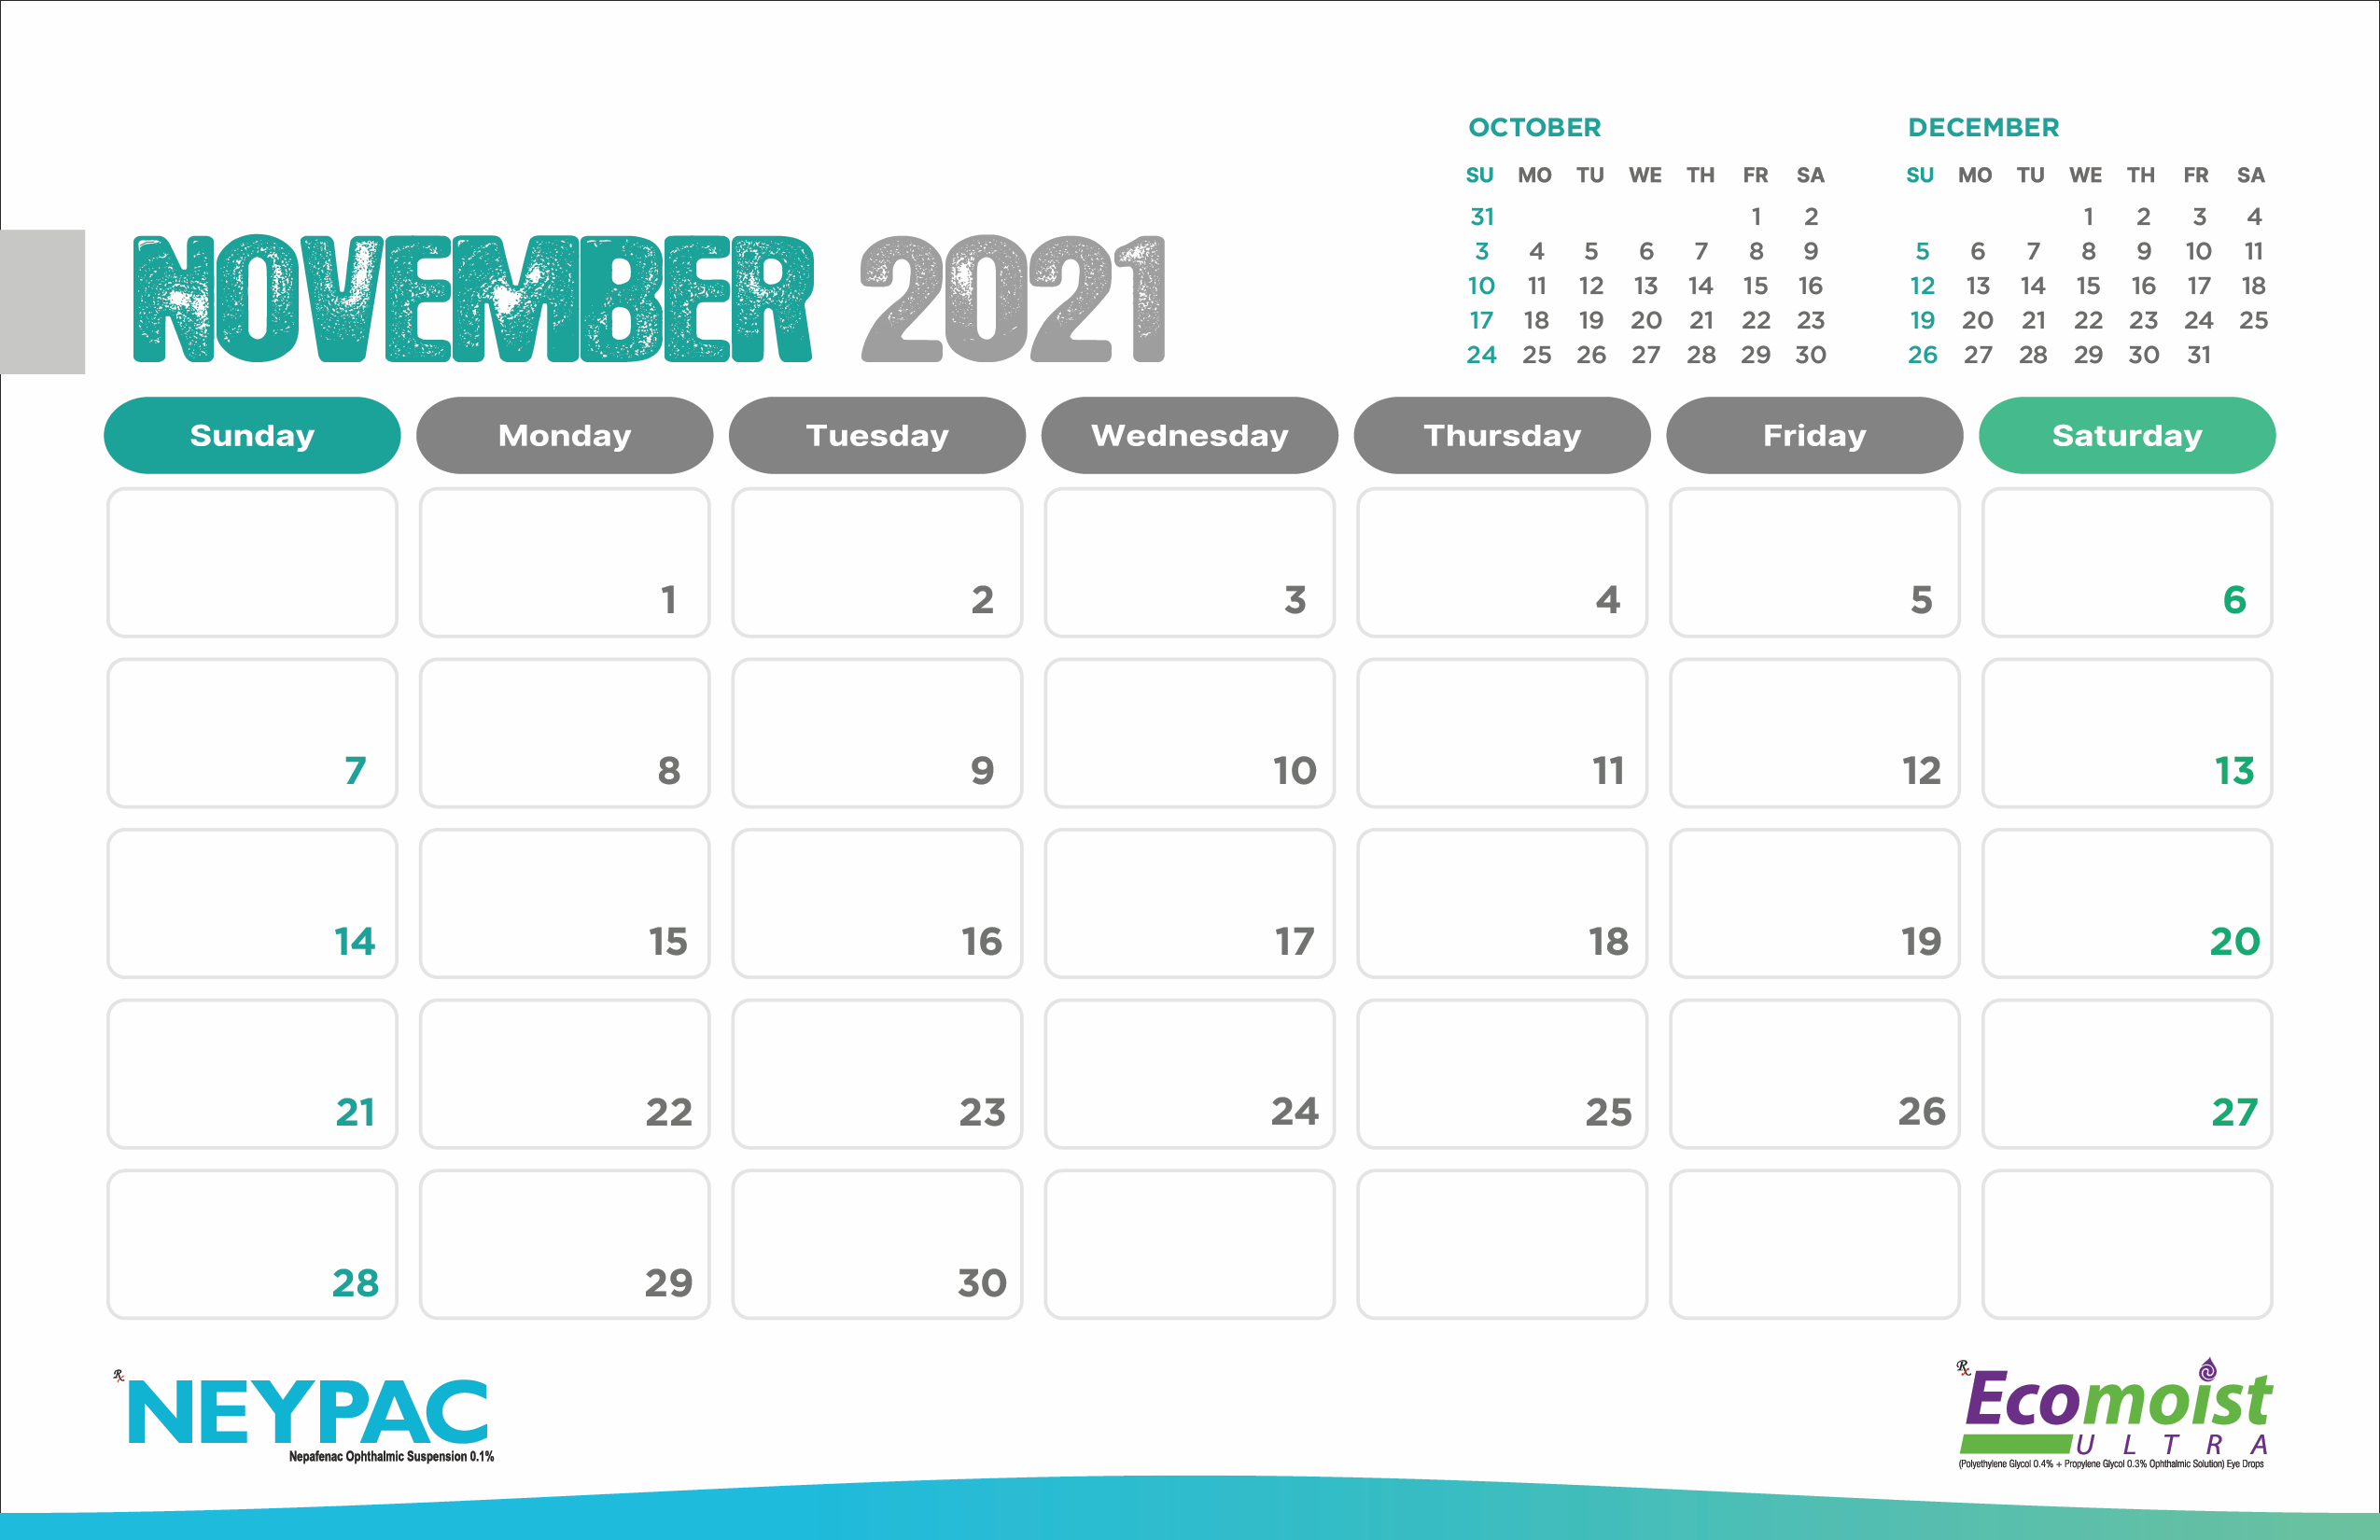 OCTOBER
SU MO TU WE TH FR SA
31 1 2
3 4 5 6 7 8 9
10 11 12 13 14 15 16
17 18 19 20 21 22 23
24 25 26 27 28 29 30
DECEMBER
SU MO TU WE TH FR SA
1 2 3 4
5 6 7 8 9 10 11
12 13 14 15 16 17 18
19 20 21 22 23 24 25
26 27 28 29 30 31
NOVEMBER 2021
Sunday Monday Tuesday Wednesday Thursday Friday Saturday
1 2 3 4 5 6
7 8 9 10 11 12 13
14 15 16 17 18 19 20
21 22 23 24 25 26 27
28 29 30
Rx NEYPAC
Nepafenac Ophthalmic Suspension 0.1%
Rx Ecomoist
ULTRA
(Polyethylene Glycol 0.4% + Propylene Glycol 0.3% Ophthalmic Solution) Eye Drops